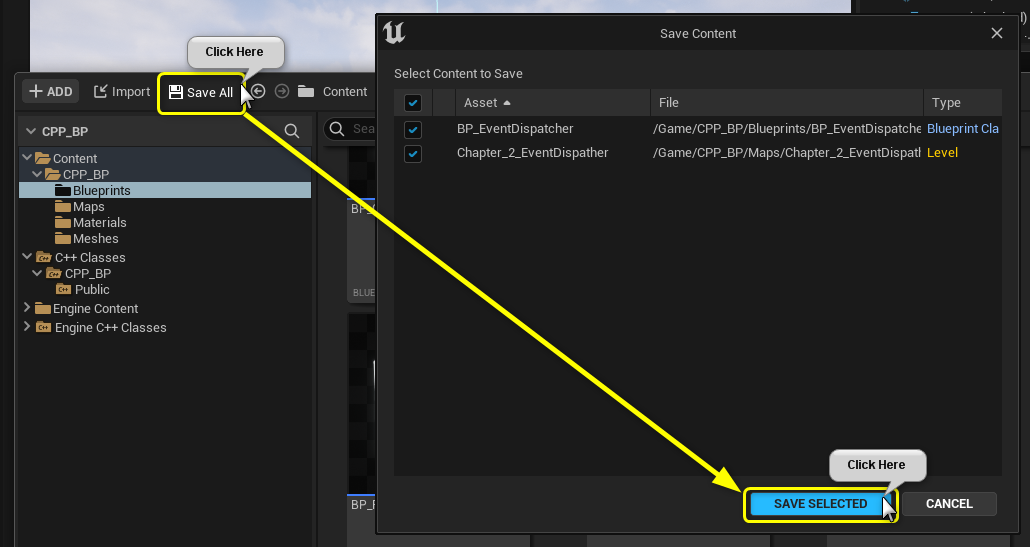 Click Here
Save Content
Select Content to Save
ADD
Import
Save All
Content
Asset
File
Type
CPP_BP
BP_EventDispatcher
/Game/CPP_BP/Blueprints/BP_EventDispatche
Blueprint Cla
Chapter_2_EventDispather
/Game/CPP_BP/Maps/Chapter_2_EventDispatl
Level
Content
CPP_BP
Blueprints
Maps
Materials
Meshes
C++ Classes
CPP_BP
Public
Engine Content
Engine C++ Classes
Sea
BP_
BLUE
BP_F
Click Here
SAVE SELECTED
CANCEL